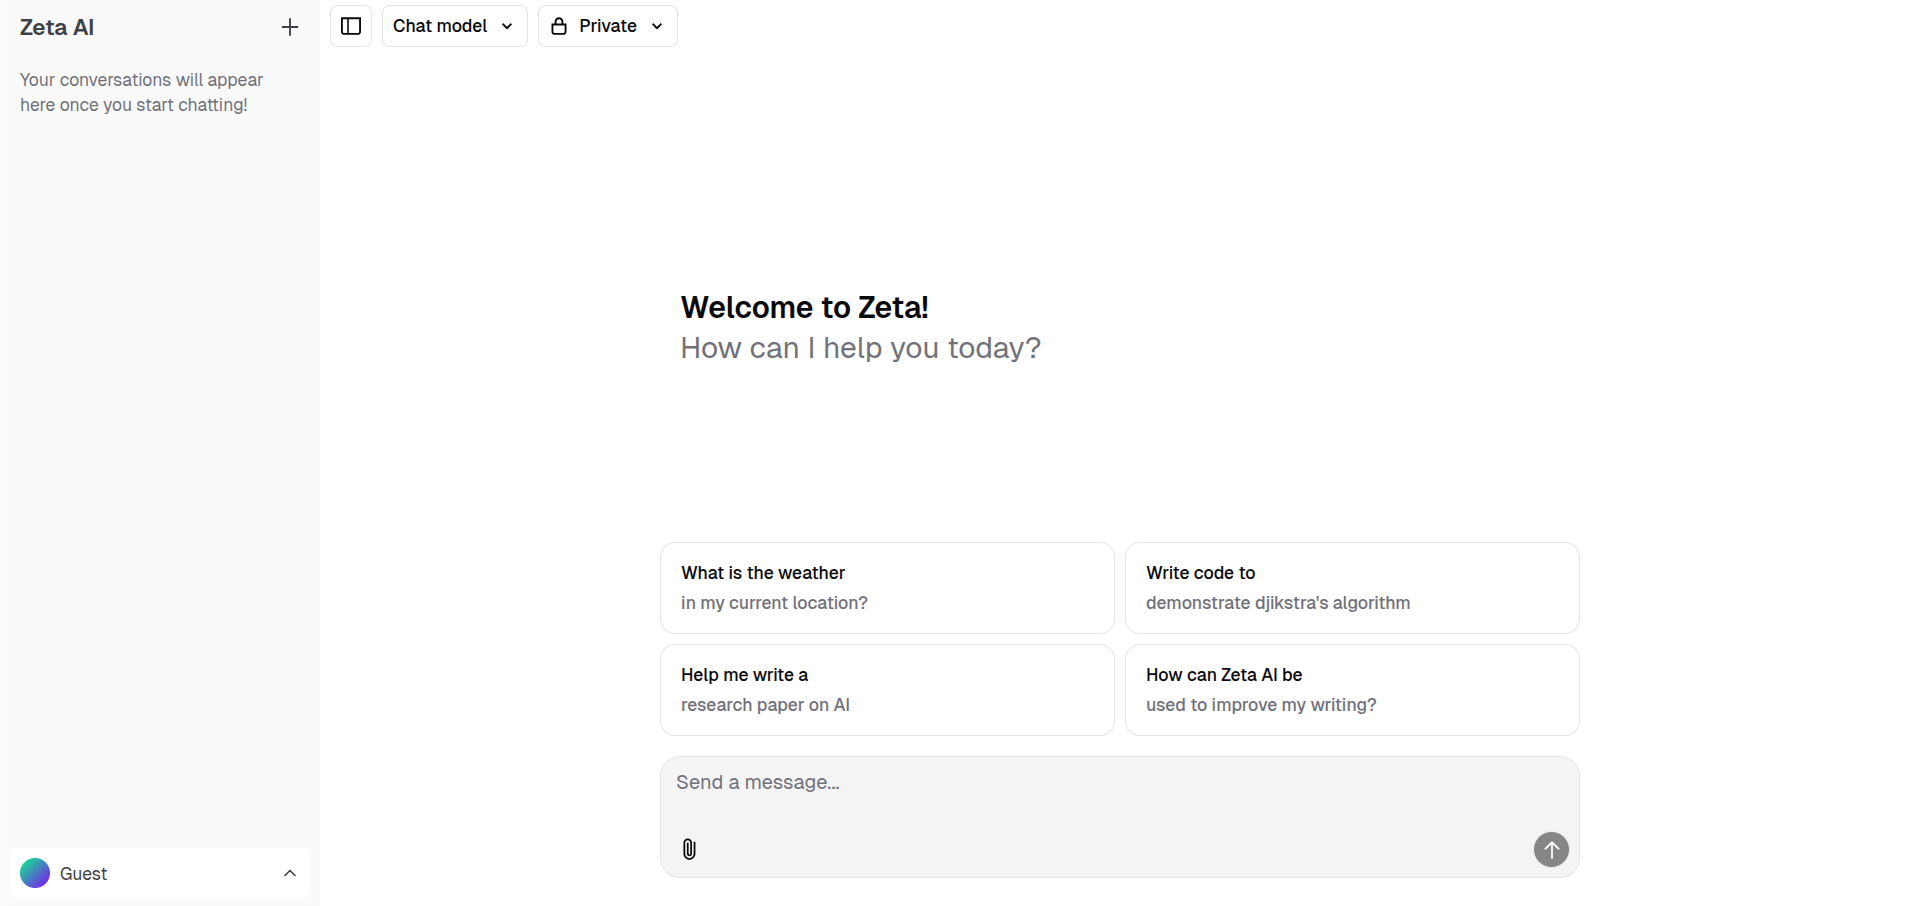 Zeta AI
Your conversations will appear
here once you start chatting!
Guest
Chat model
Private
Welcome to Zeta!
How can I help you today?
What is the weather
in my current location?
Write code to
demonstrate djikstra's algorithm
Help me write a
research paper on AI
How can Zeta AI be
used to improve my writing?
Send a message...